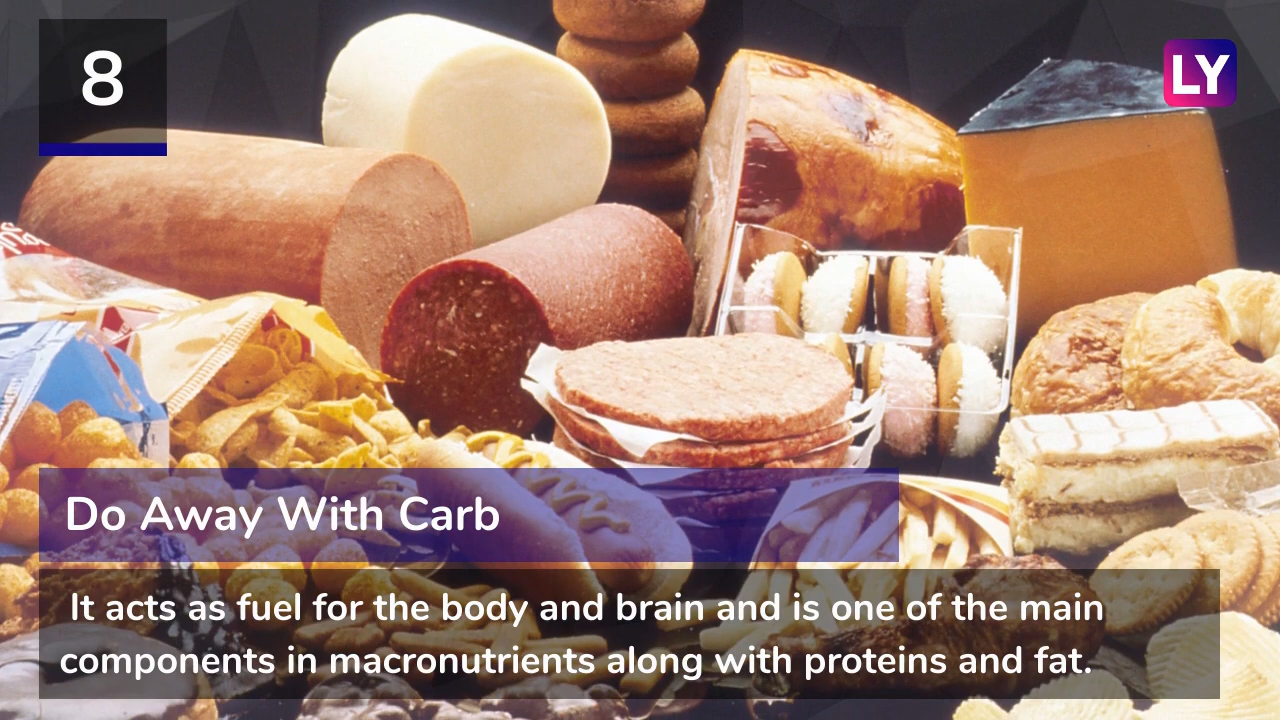 8
LY
Do Away With Carb
It acts as fuel for the body and brain and is one of the main
components in macronutrients along with proteins and fat.